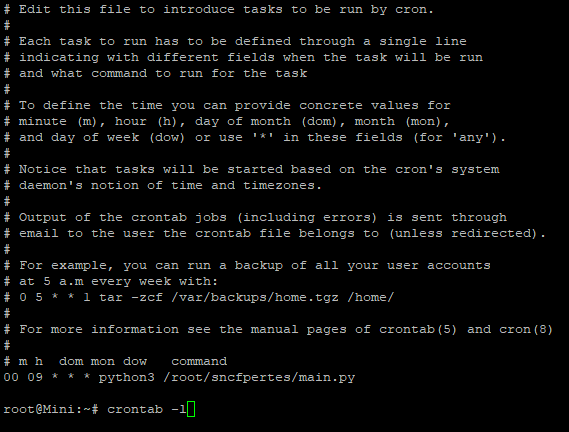 # Edit this file to introduce tasks to be run by cron.
#
# Each task to run has to be defined through a single line
# indicating with different fields when the task will be run
# and what command to run for the task
#
# To define the time you can provide concrete values for
# minute (m), hour (h), day of month (dom), month (mon),
# and day of week (dow) or use '*' in these fields (for 'any').
#
# Notice that tasks will be started based on the cron's system
# daemon's notion of time and timezones.
#
# Output of the crontab jobs (including errors) is sent through
# email to the user the crontab file belongs to (unless redirected).
#
# For example, you can run a backup of all your user accounts
# at 5 a.m every week with:
# 0 5 * * 1 tar -zcf /var/backups/home.tgz /home/
#
# For more information see the manual pages of crontab(5) and cron(8)
#
# m h  dom mon dow   command
00 09 * * * python3 /root/sncfpertes/main.py
root@Mini:~# crontab -l